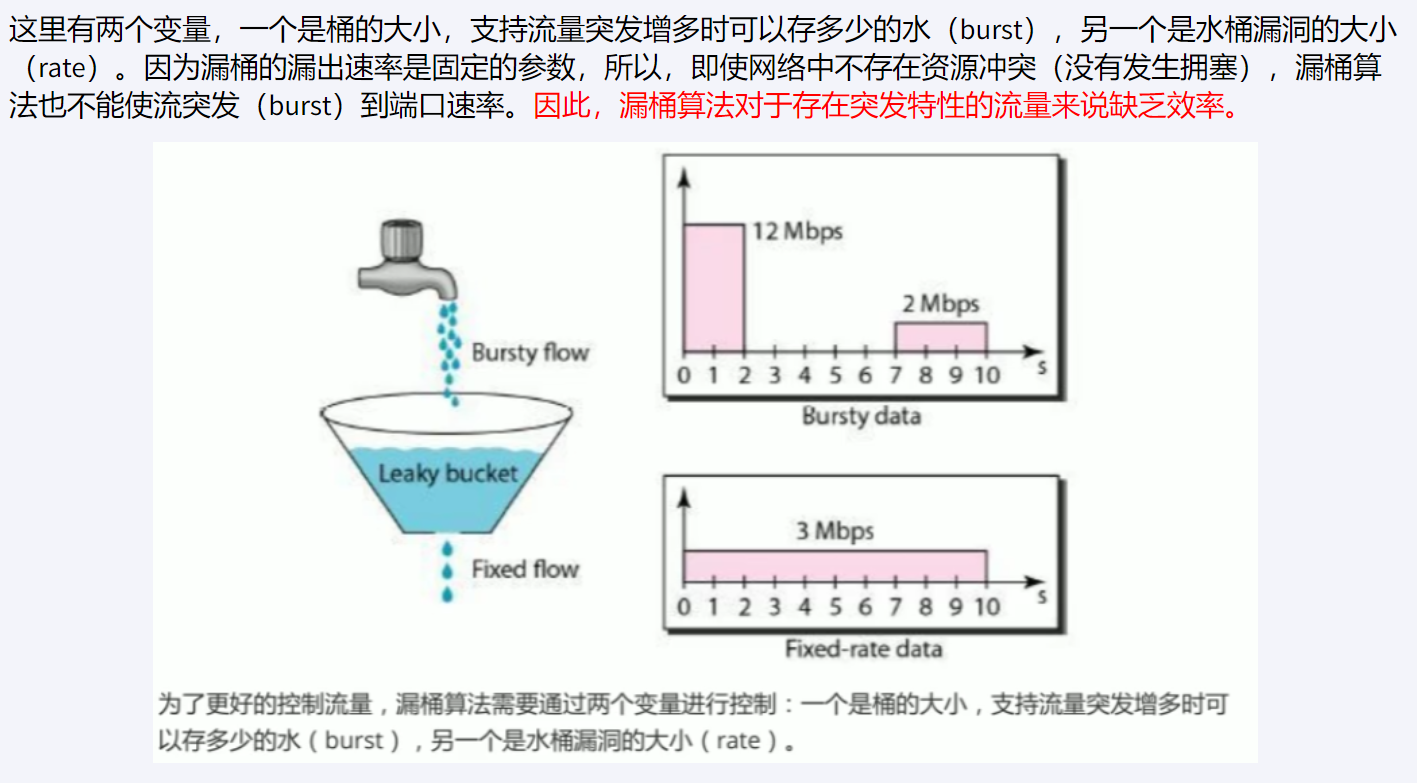 这里有两个变量，一个是桶的大小，支持流量突发增多时可以存多少的水（burst），另一个是水桶漏洞的大小
（rate）。因为漏桶的漏出速率是固定的参数，所以，即使网络中不存在资源冲突（没有发生拥塞），漏桶算
法也不能使流突发（burst）到端口速率。因此，漏桶算法对于存在突发特性的流量来说缺乏效率。
12 Mbps
2 Mbps
0 1 2 3 4 5 6 7 8 9 10 s
Bursty data
Bursty flow
Leaky bucket
Fixed flow
3 Mbps
0 1 2 3 4 5 6 7 8 9 10 s
Fixed-rate data
为了更好的控制流量，漏桶算法需要通过两个变量进行控制：一个是桶的大小，支持流量突发增多时可
以存多少的水（burst），另一个是水桶漏洞的大小（rate）。